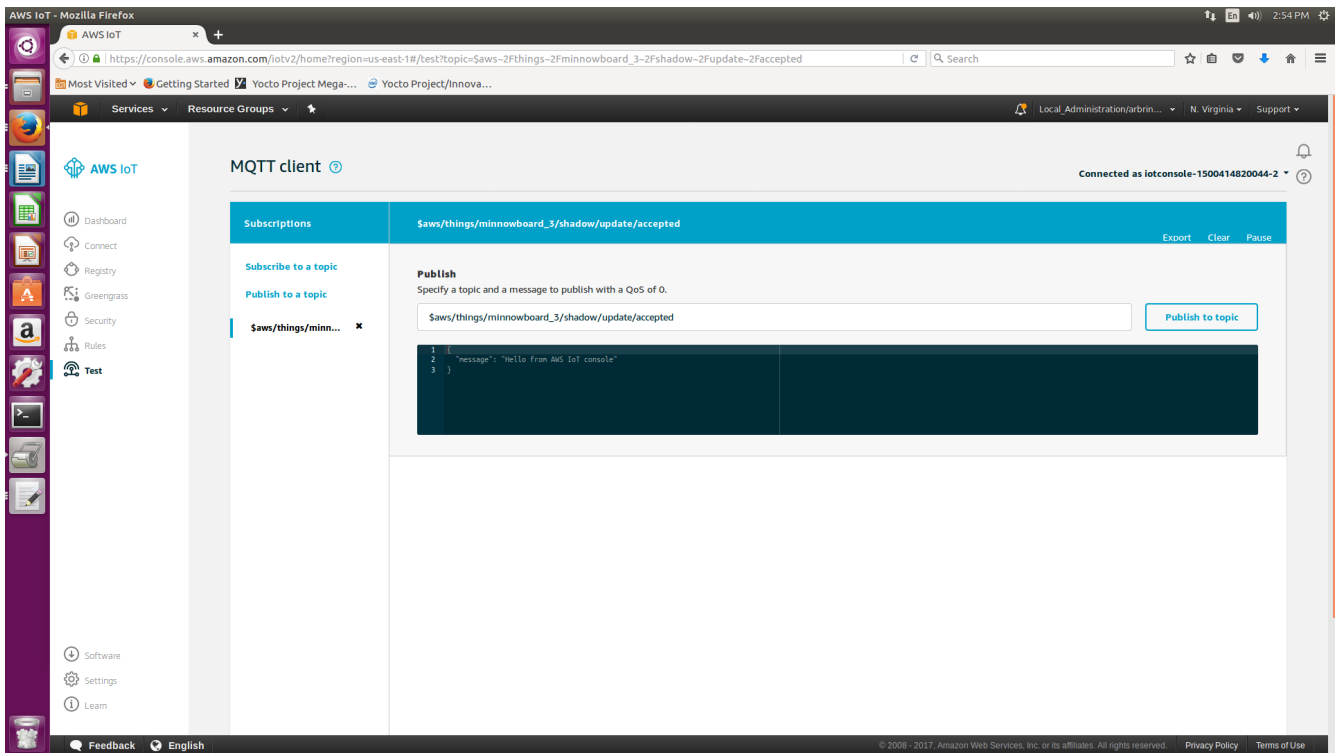 AWS IoT - Mozilla Firefox
En
2:54 PM
AWS IoT
https://console.aws.amazon.com/iotv2/home?region=us-east-1#/test?topic=$aws~2Fthings~2Fminnowboard_3~2Fshadow~2Fupdate~2Faccepted
Search
Most Visited
Getting Started
Yocto Project Mega-...
Yocto Project/Innova...
Services
Resource Groups
Local_Administration/arbrin...
N. Virginia
Support
AWS IoT
MQTT client
Connected as iotconsole-1500414820044-2
Dashboard
Connect
Registry
Greengrass
Security
Rules
Test
Software
Settings
Learn
Subscriptions
Subscribe to a topic
Publish to a topic
$aws/things/minn...
$aws/things/minnowboard_3/shadow/update/accepted
Export Clear Pause
Publish
Specify a topic and a message to publish with a QoS of 0.
$aws/things/minnowboard_3/shadow/update/accepted
Publish to topic
1 {
2 "message": "Hello from AWS IoT console"
3 }
Feedback
English
© 2008 - 2017, Amazon Web Services, Inc. or its affiliates. All rights reserved.
Privacy Policy
Terms of Use